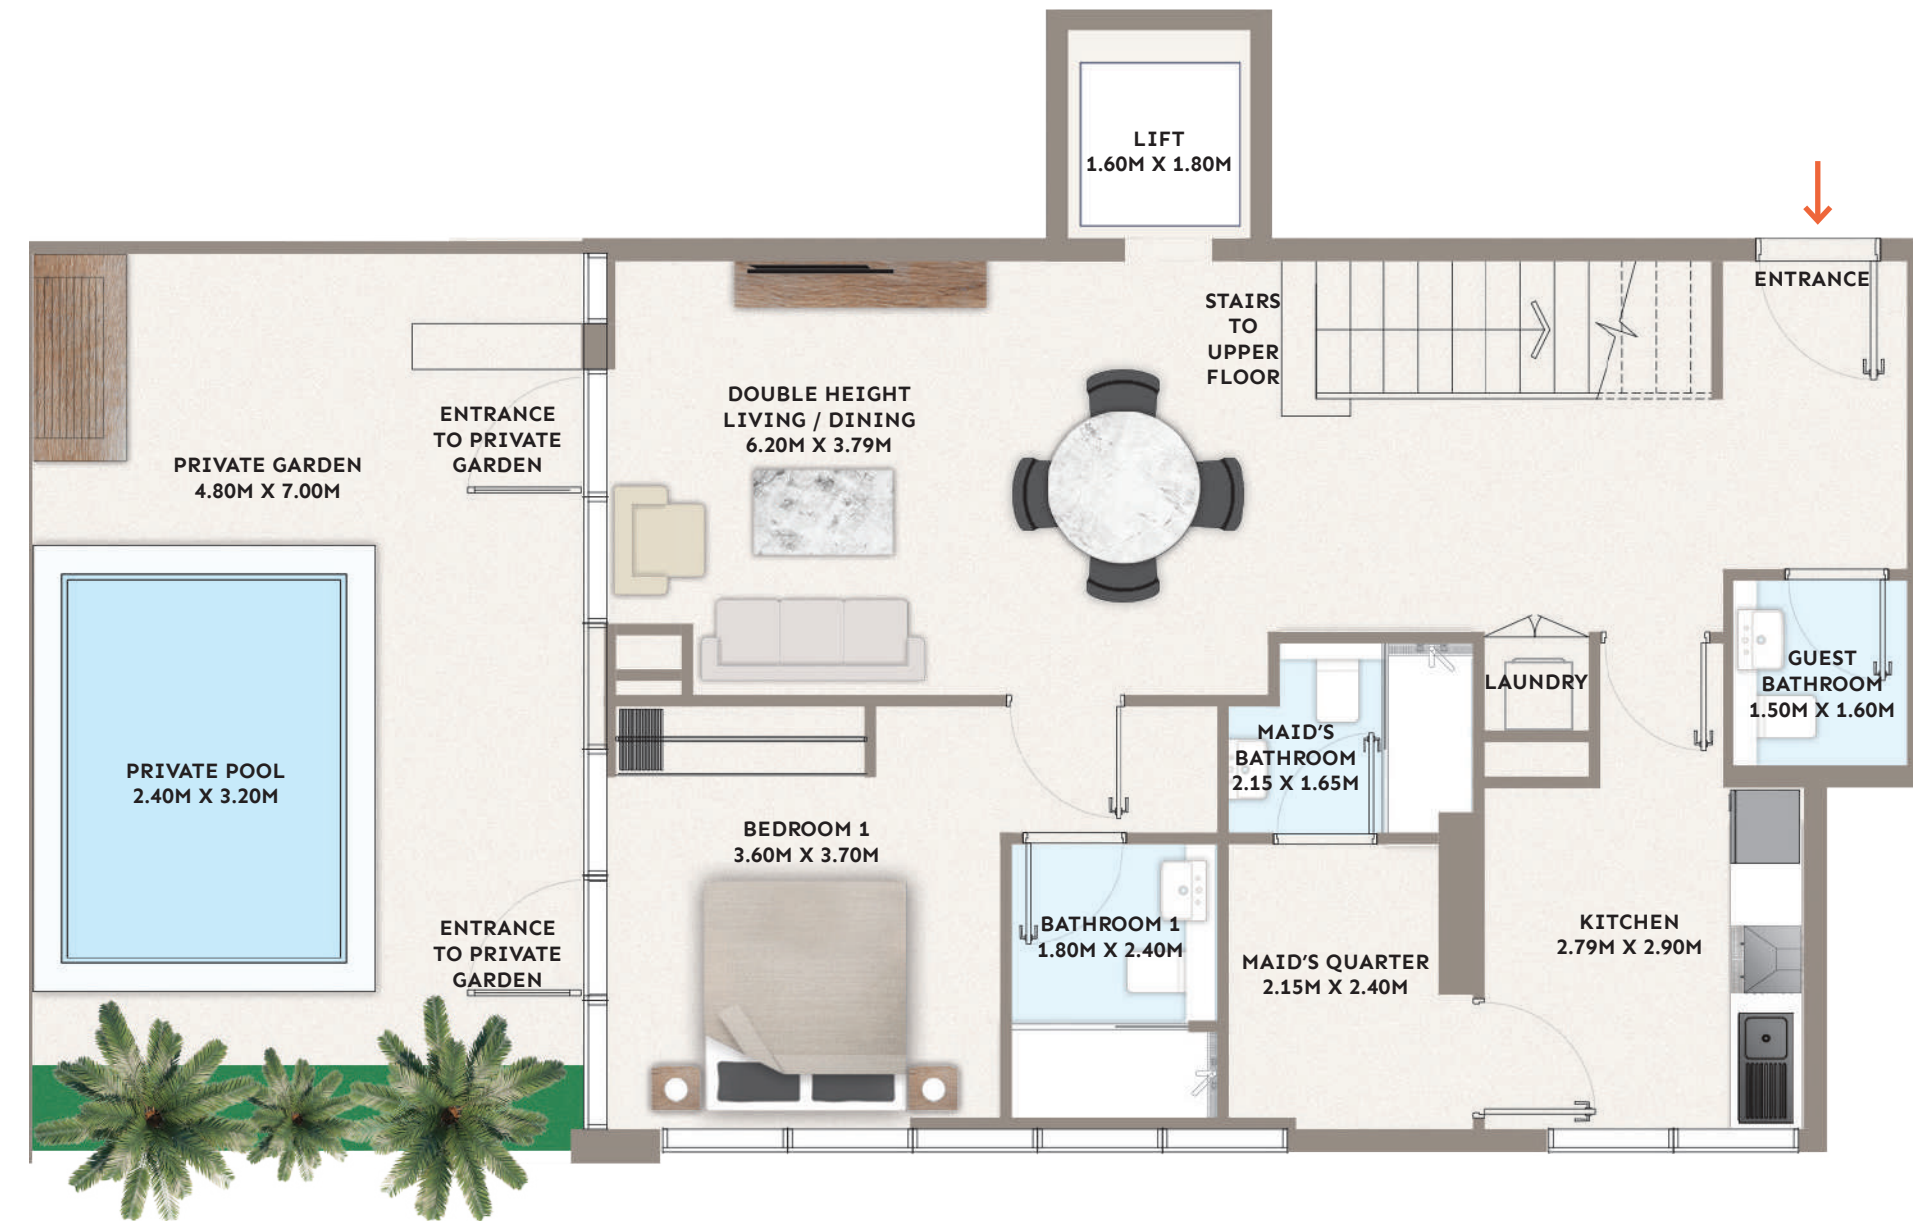 LIFT
1.60M X 1.80M
ENTRANCE
STAIRS
TO
UPPER
FLOOR
DOUBLE HEIGHT
LIVING / DINING
6.20M X 3.79M
ENTRANCE
TO PRIVATE
GARDEN
PRIVATE GARDEN
4.80M X 7.00M
GUEST
BATHROOM
1.50M X 1.60M
LAUNDRY
MAID'S
BATHROOM
2.15 X 1.65M
PRIVATE POOL
2.40M X 3.20M
BEDROOM 1
3.60M X 3.70M
ENTRANCE
TO PRIVATE
GARDEN
BATHROOM 1
1.80M X 2.40M
MAID'S QUARTER
2.15M X 2.40M
KITCHEN
2.79M X 2.90M